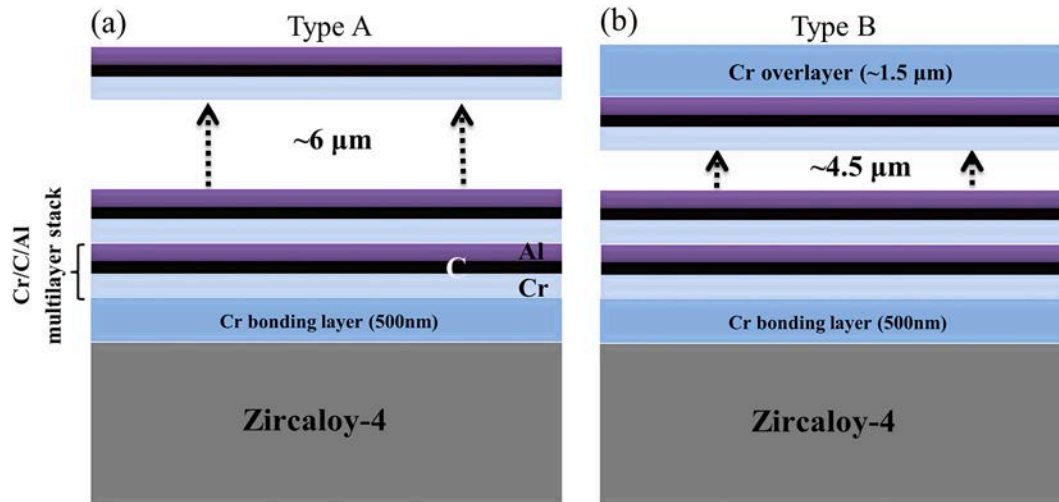 (a)
Type A
~6 μm
Cr/C/Al
multilayer stack
Al
C
Cr
Cr bonding layer (500nm)
Zircaloy-4
(b)
Type B
Cr overlayer (~1.5 μm)
~4.5 μm
Cr bonding layer (500nm)
Zircaloy-4